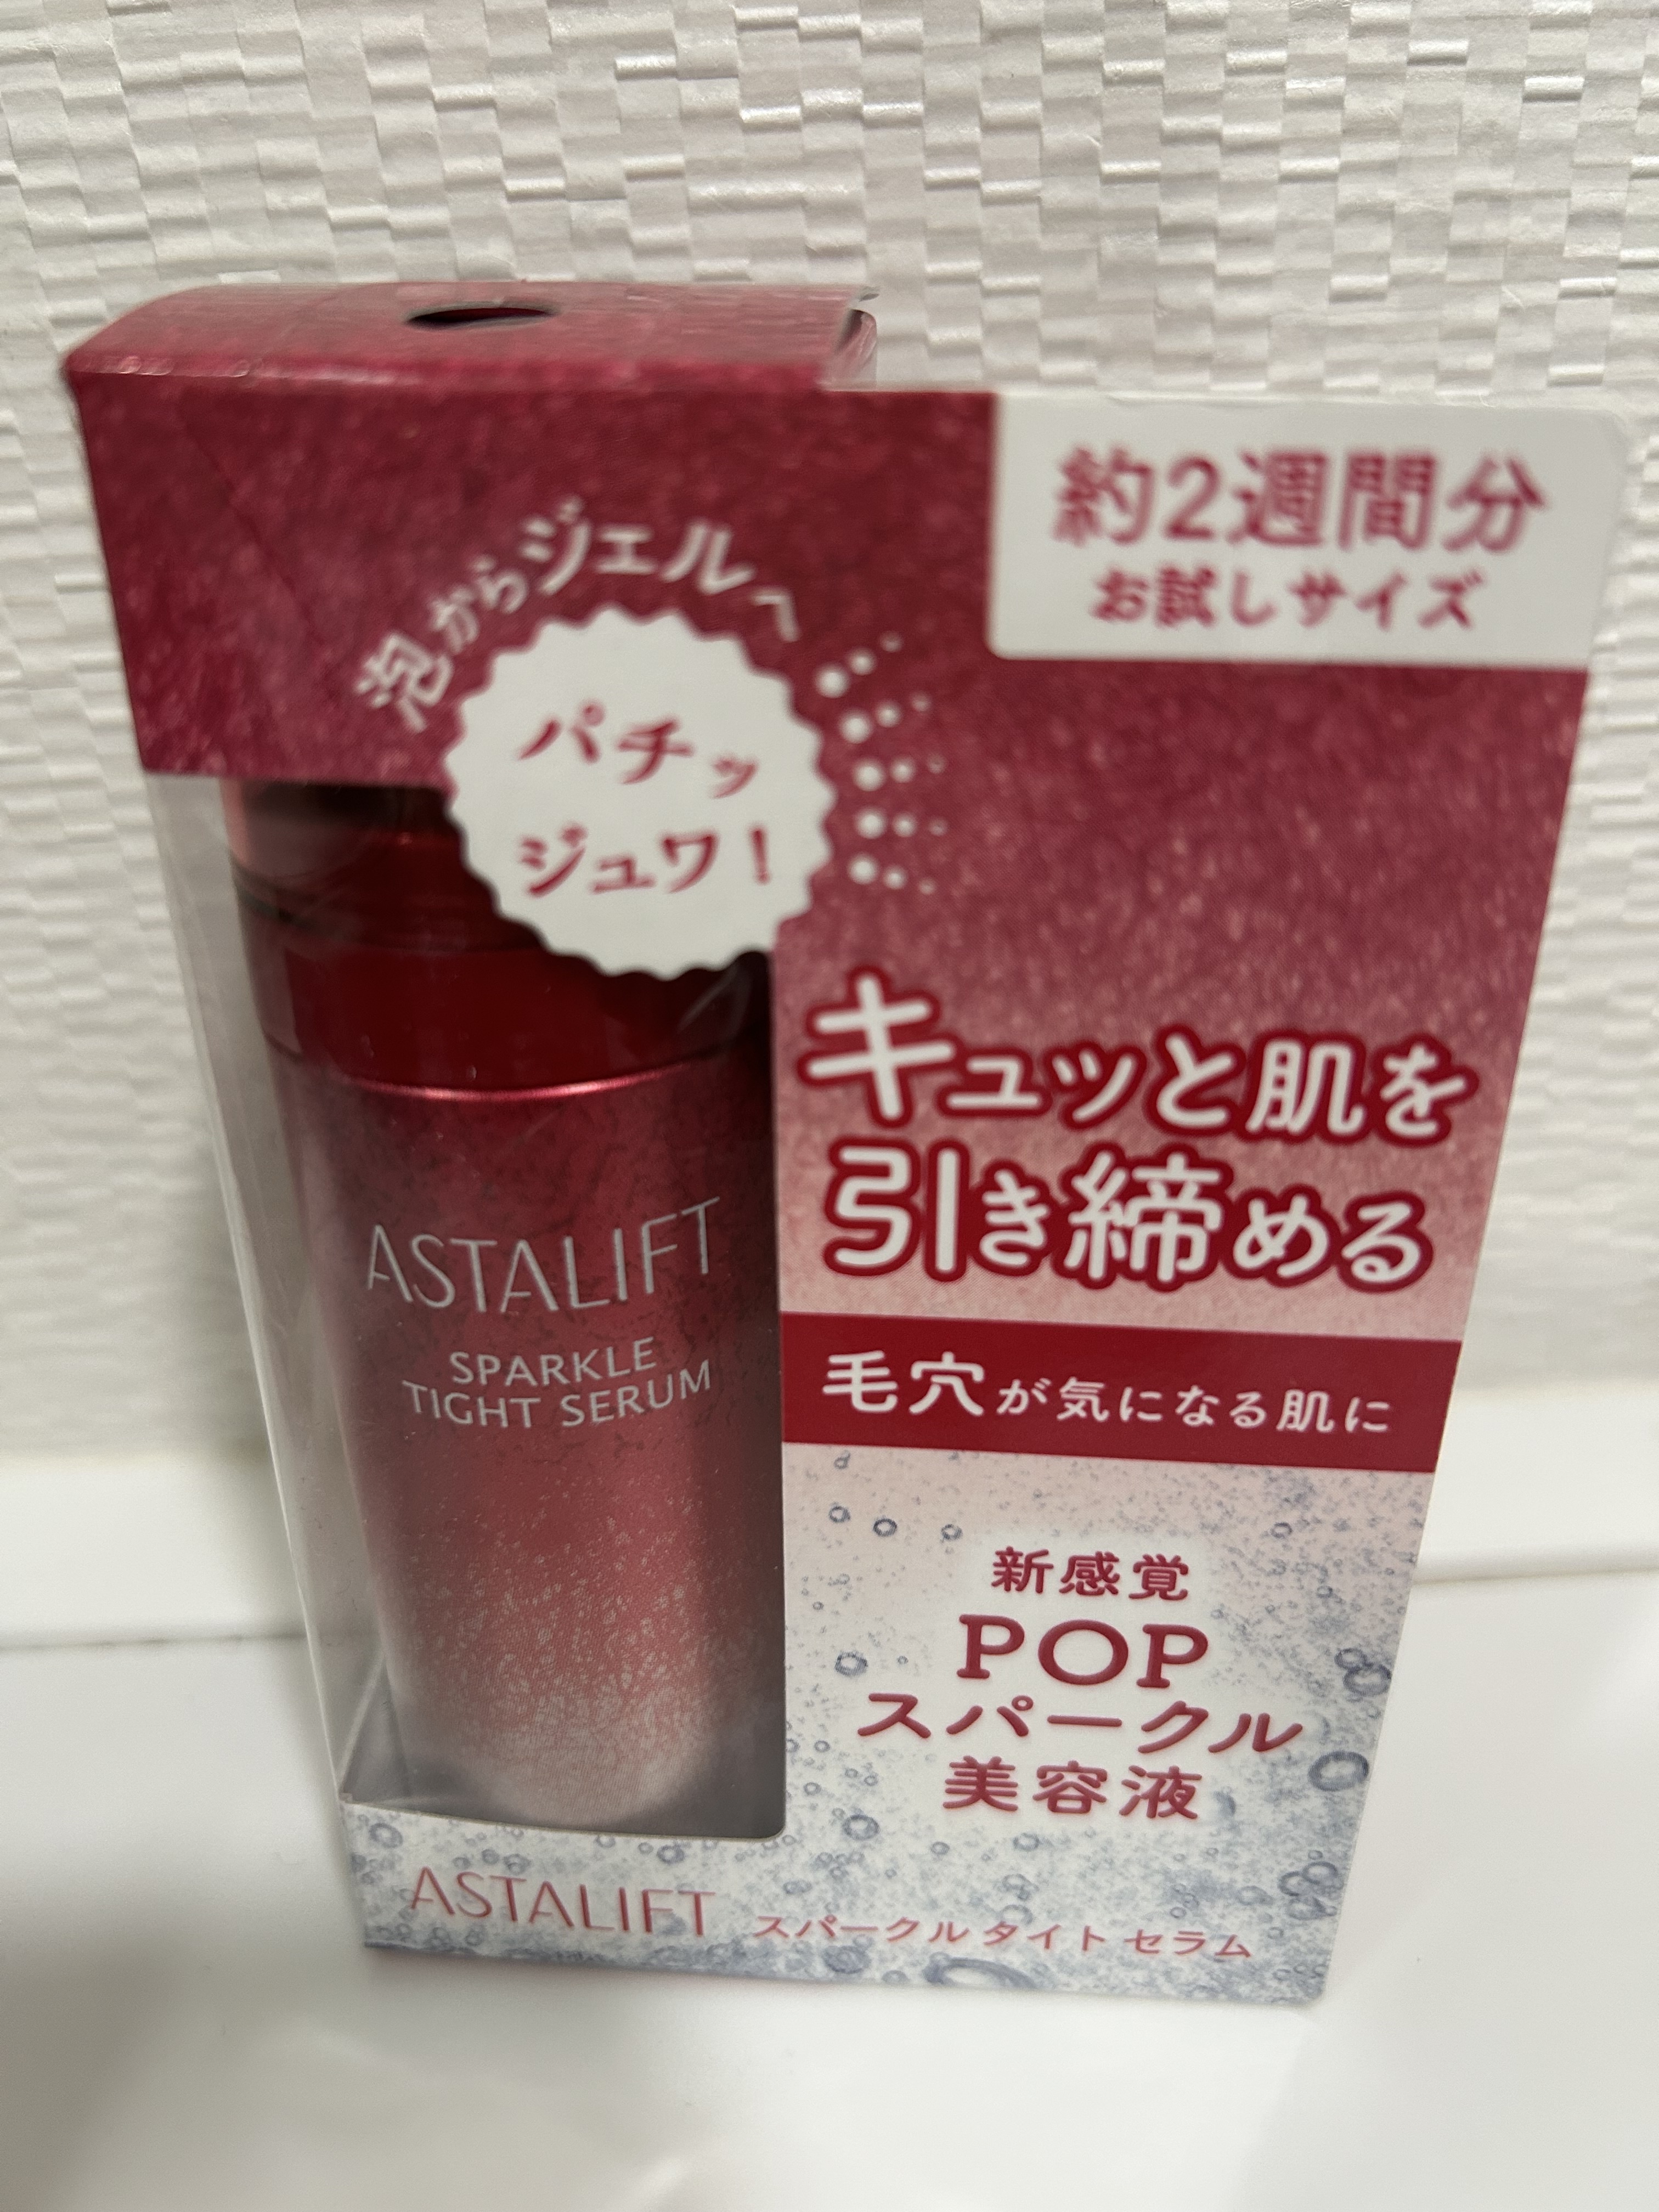 約2週間分
お試しサイズ
泡からジェルへ
パチッ
ジュワ！
キュッと肌を
引き締める
毛穴が気になる肌に
新感覚
POP
スパークル
美容液
ASTALIFT
SPARKLE
TIGHT SERUM
ASTALIFT スパークル タイト セラム